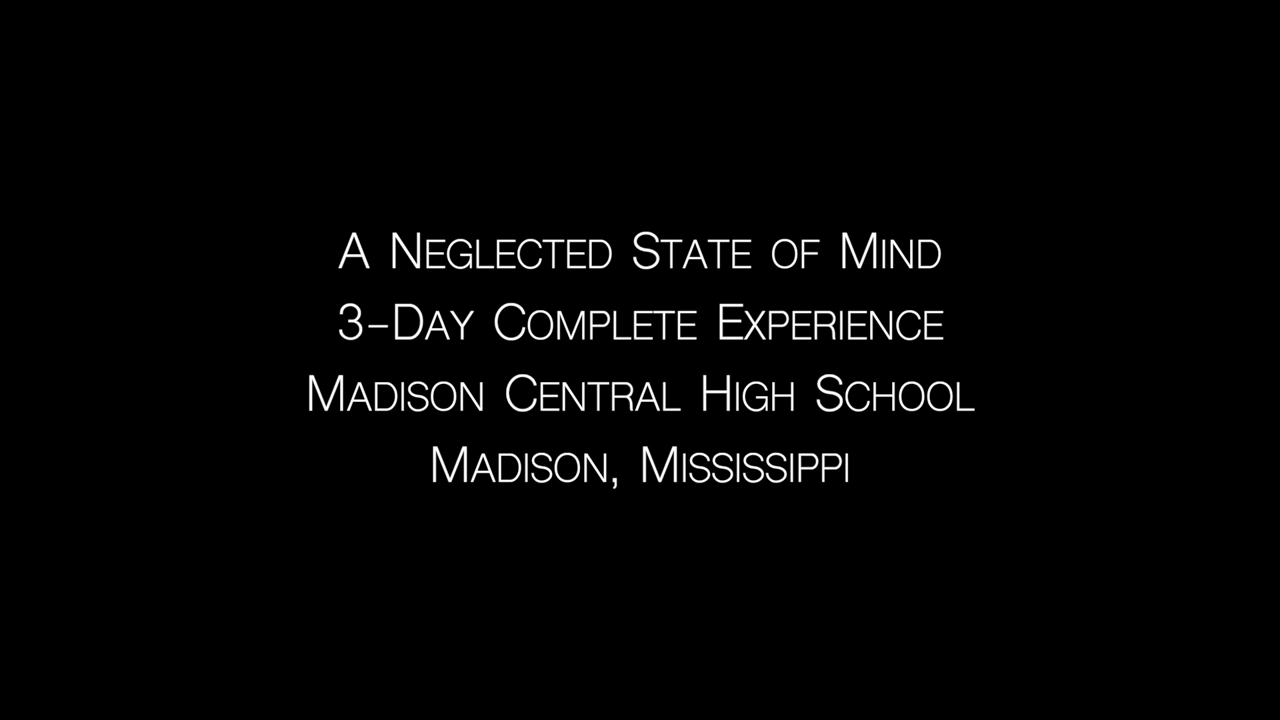 A Neglected State of Mind
3-Day Complete Experience
Madison Central High School
Madison, Mississippi